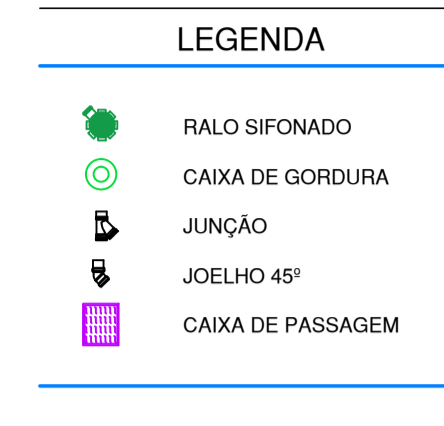 LEGENDA
RALO SIFONADO
CAIXA DE GORDURA
JUNÇÃO
JOELHO 45º
CAIXA DE PASSAGEM